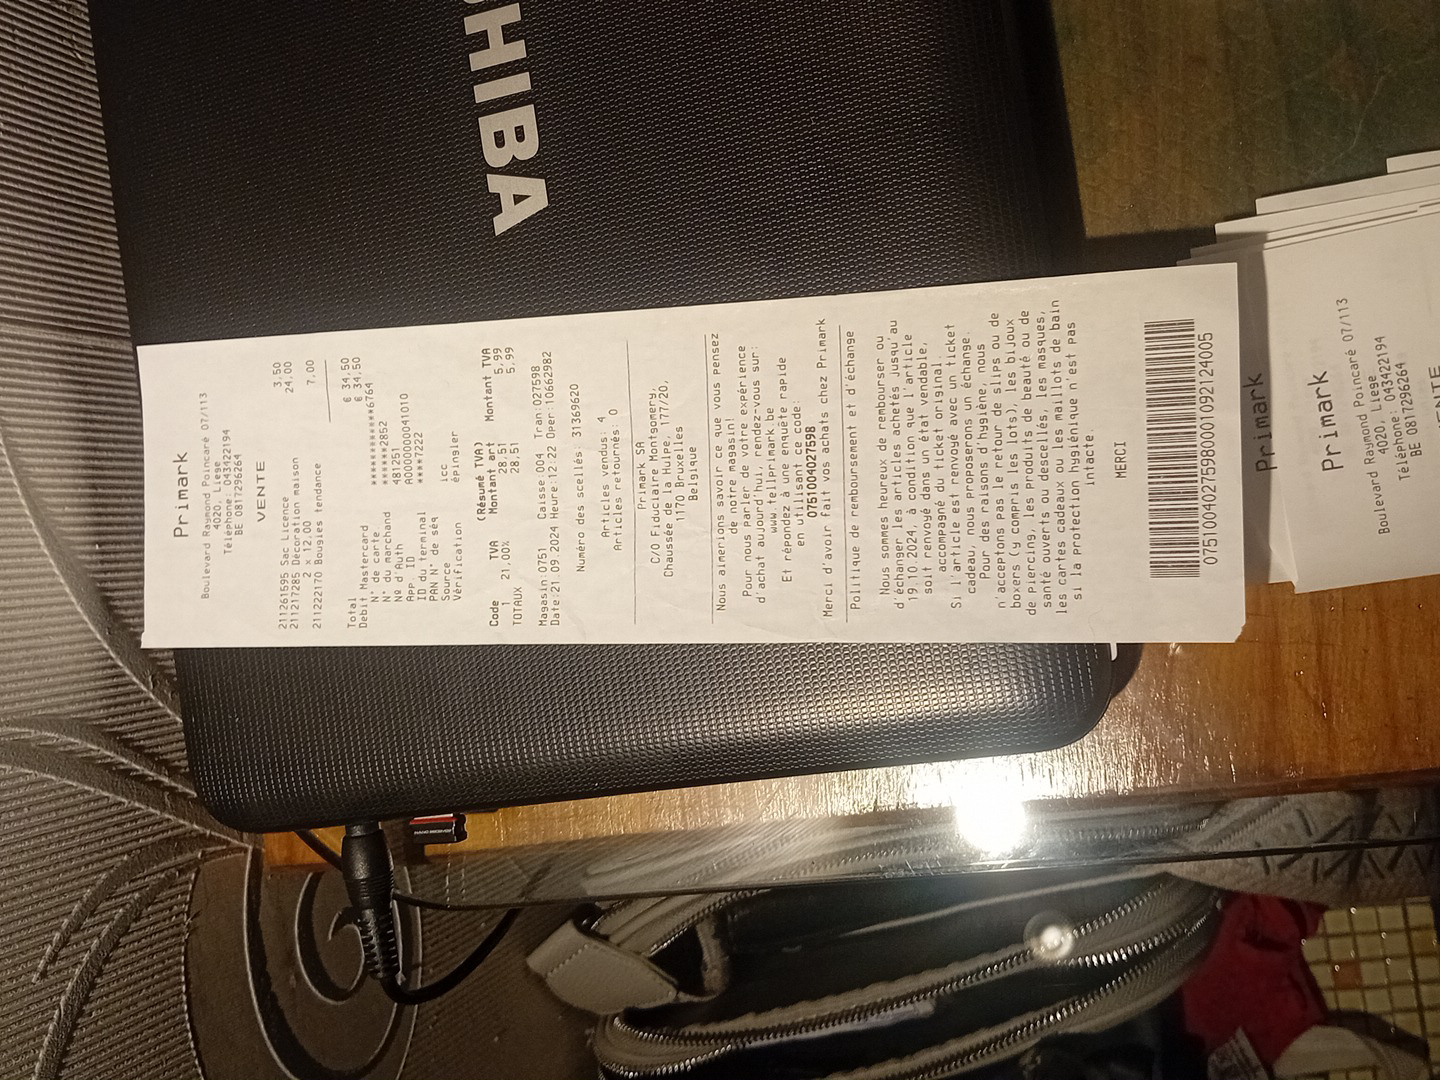 SHIBA
Primark
Boulevard Raymond Poincaré 07/113
4020, Liege
Téléphone: 043422194
BE 0817296264
VENTE
211261595 Sac Licence 3,50
211217285 Décoration maison 24,00
2 x 12,00
211222170 Bougies tendance 7,00
Total € 34,50
Debit Mastercard € 34,50
N° de carte ************6764
N° du marchand ******2852
Nº d'Auth 481251
App. ID A0000000041010
ID du terminal ****7222
PAN N° de séq
Source icc
Vérification épingler
(Résumé TVA)
Code TVA Montant Montant TVA
1 21,00% 28,51 5,99
TOTAUX 28,51 5,99
Magasin:0751 Caisse:004 Tran:027598
Date:21.09.2024 Heure:12:22 Oper:10662982
Numéro des scellés: 31369620
Articles vendus: 4
Articles retournés: 0
Primark SA
C/O Fiduciaire Montgomery,
Chaussée de la Hulpe, 177/20,
1170 Bruxelles
Belgique
Nous aimerions savoir ce que vous pensez
de notre magasin!
Pour nous parler de votre expérience
d'achat aujourd'hui, rendez-vous sur:
www.tellprimark.be
Et répondez à une enquête rapide
en utilisant ce code:
0751004027598
Merci d'avoir fait vos achats chez Primark
Politique de remboursement et d'échange
Nous sommes heureux de rembourser ou
d'échanger les articles achetés jusqu'au
19.10.2024, à condition que l'article
soit renvoyé dans un état vendable,
accompagné du ticket original.
Si l'article est renvoyé avec un ticket
cadeau, nous proposerons un échange.
Pour des raisons d'hygiène, nous
n'acceptons pas le retour de slips ou de
boxers (y compris les lots), les bijoux
de piercing, les Produits de beauté ou de
santé ouverts ou descellés, les masques,
les cartes cadeaux ou les maillots de bain
si la Protection hygiénique n'est pas
intacte
MERCI
07510040275980001092124005
Primark
Primark
Boulevard Raymond Poincaré 07/113
4020, Liege
Téléphone: 043422194
BE 0817296264